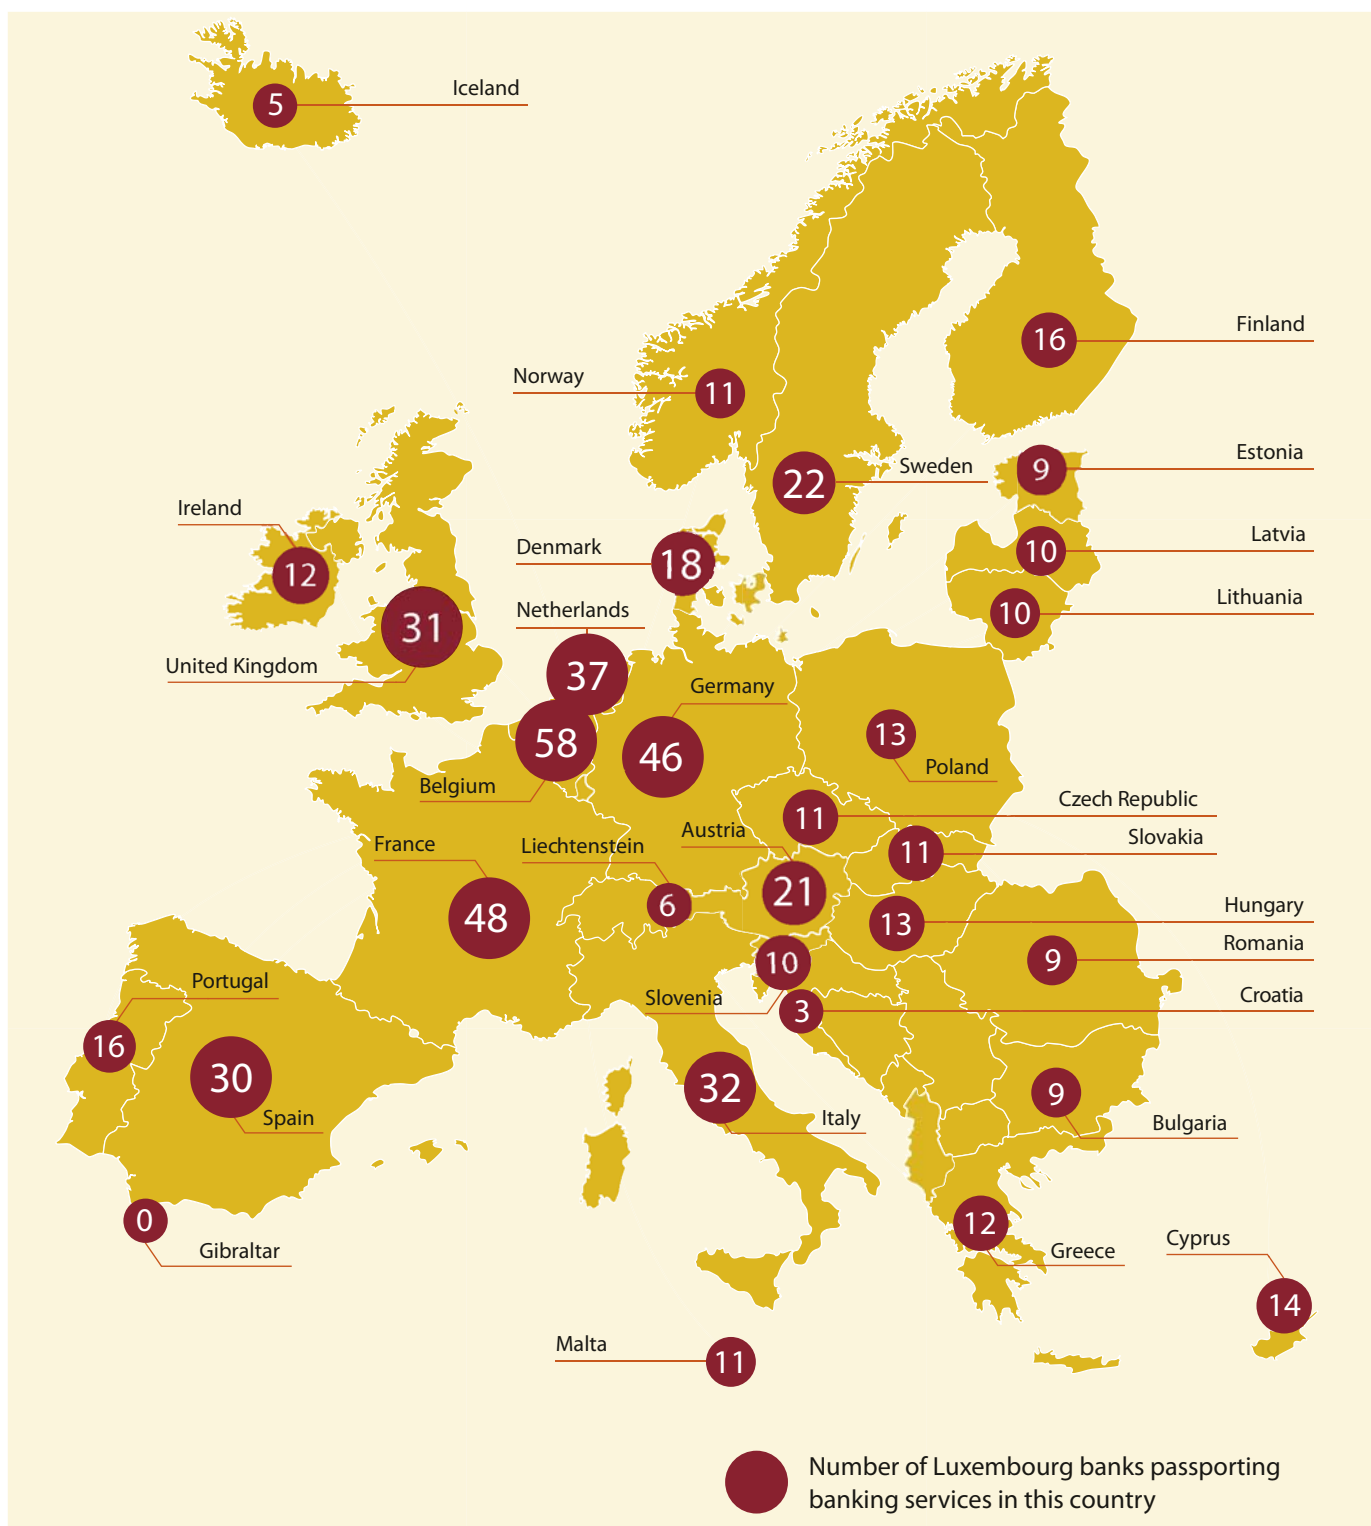 Iceland
5
Finland
16
Norway
11
Estonia
9
Sweden
22
Ireland
12
Latvia
10
Denmark
18
Lithuania
10
Netherlands
37
31
United Kingdom
Germany
46
58
Belgium
13
Poland
Czech Republic
11
Slovakia
11
Austria
21
France
48
Liechtenstein
6
Hungary
13
Romania
9
Portugal
16
10
Slovenia
Croatia
3
30
Spain
32
Italy
9
Bulgaria
0
Gibraltar
12
Greece
Cyprus
14
Malta
11
Number of Luxembourg banks passporting
banking services in this country